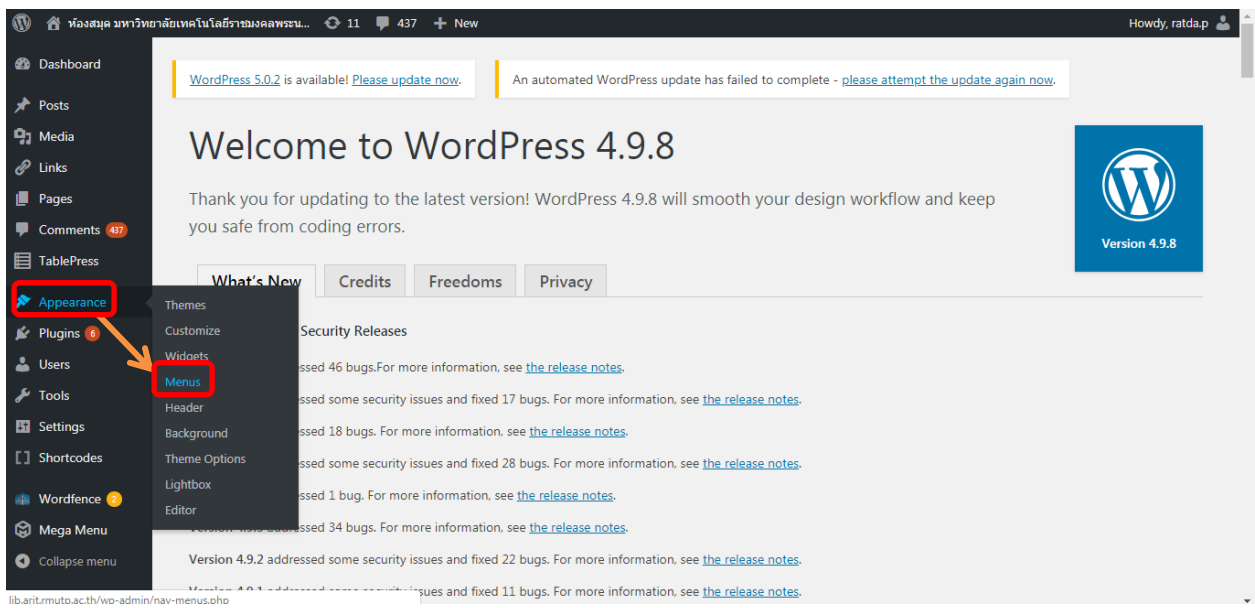 ห้องสมุด มหาวิทยาลัยเทคโนโลยีราชมงคลพระน... 11 437 + New Howdy, ratda.p
Dashboard
Posts
Media
Links
Pages
Comments 437
TablePress
Appearance
Plugins 6
Users
Tools
Settings
Shortcodes
Wordfence 2
Mega Menu
Collapse menu
Themes
Customize
Widgets
Menus
Header
Background
Theme Options
Lightbox
Editor
WordPress 5.0.2 is available! Please update now.
An automated WordPress update has failed to complete - please attempt the update again now.
Welcome to WordPress 4.9.8
Thank you for updating to the latest version! WordPress 4.9.8 will smooth your design workflow and keep
you safe from coding errors.
Version 4.9.8
What's New Credits Freedoms Privacy
Security Releases
ssed 46 bugs.For more information, see the release notes.
ssed some security issues and fixed 17 bugs. For more information, see the release notes.
ssed 18 bugs. For more information, see the release notes.
ssed some security issues and fixed 28 bugs. For more information, see the release notes.
ssed 1 bug. For more information, see the release notes.
addressed 34 bugs. For more information, see the release notes.
Version 4.9.2 addressed some security issues and fixed 22 bugs. For more information, see the release notes.
Version 4.9.1 addressed some security issues and fixed 11 bugs. For more information, see the release notes.
lib.arit.rmutp.ac.th/wp-admin/nav-menus.php